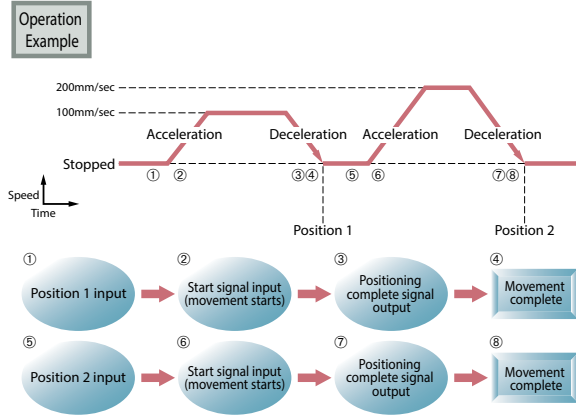 Operation
Example
200mm/sec
100mm/sec
Acceleration
Deceleration
Acceleration
Deceleration
Stopped
① ② ③④ ⑤ ⑥ ⑦⑧
Speed
Time
Position 1
Position 2
① ② ③ ④
Position 1 input
Start signal input
(movement starts)
Positioning
complete signal
output
Movement
complete
⑤ ⑥ ⑦ ⑧
Position 2 input
Start signal input
(movement starts)
Positioning
complete signal
output
Movement
complete